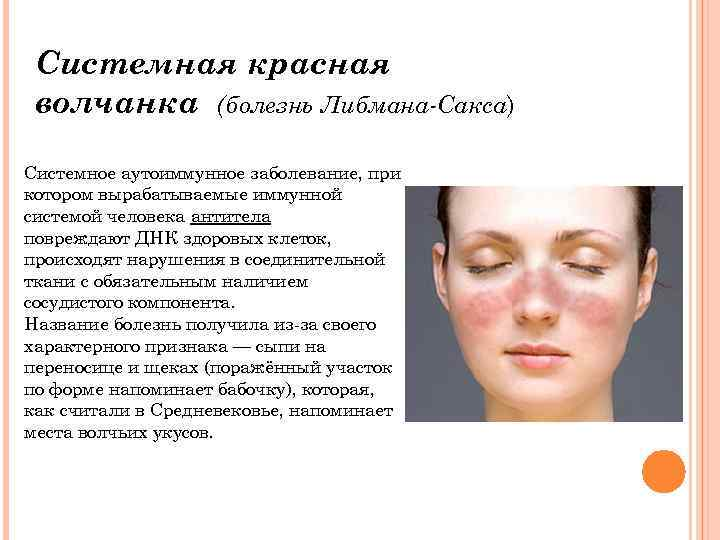 Системная красная
волчанка (болезнь Либмана-Сакса)
Системное аутоиммунное заболевание, при
котором вырабатываемые иммунной
системой человека антитела
повреждают ДНК здоровых клеток,
происходят нарушения в соединительной
ткани с обязательным наличием
сосудистого компонента.
Название болезнь получила из-за своего
характерного признака — сыпи на
переносице и щеках (поражённый участок
по форме напоминает бабочку), которая,
как считали в Средневековье, напоминает
места волчьих укусов.